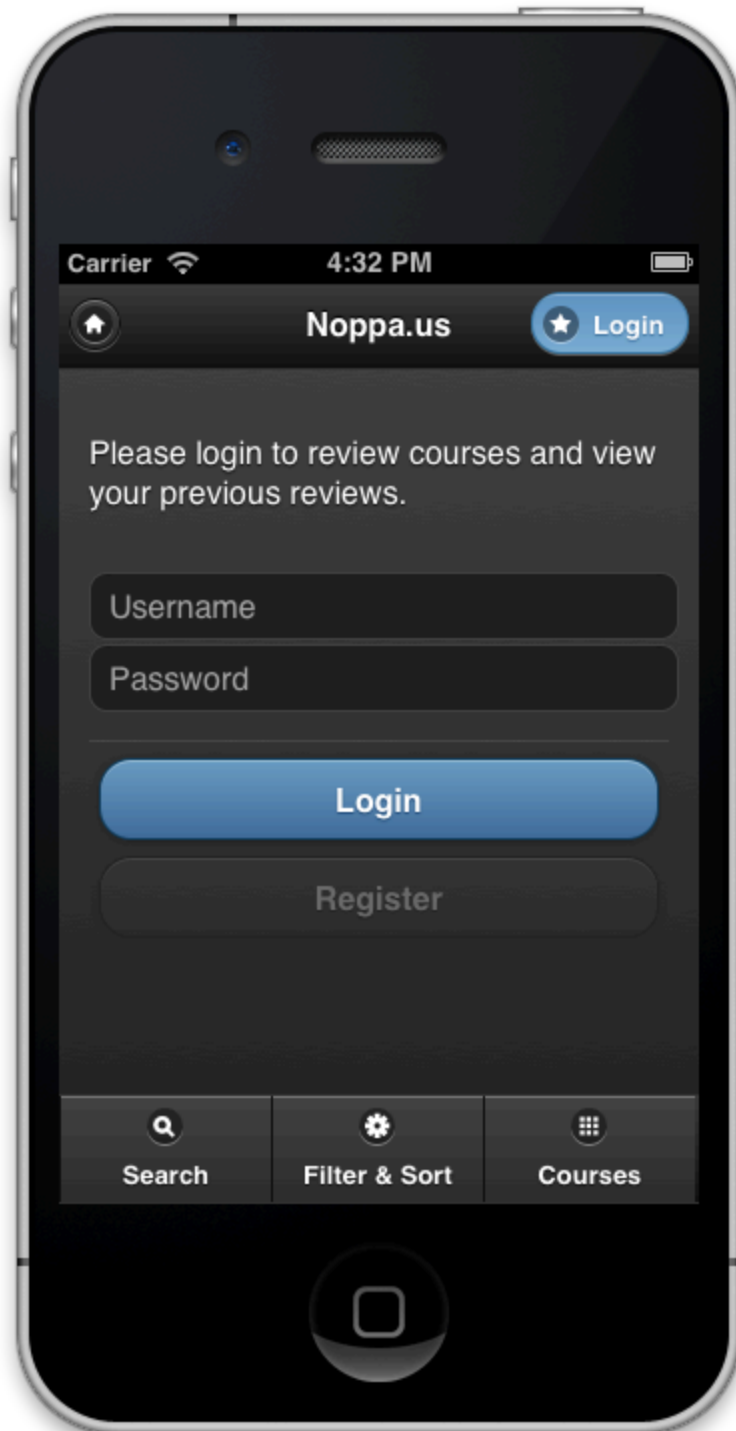 Carrier 4:32 PM
Noppa.us Login
Please login to review courses and view
your previous reviews.
Username
Password
Login
Register
Search Filter & Sort Courses